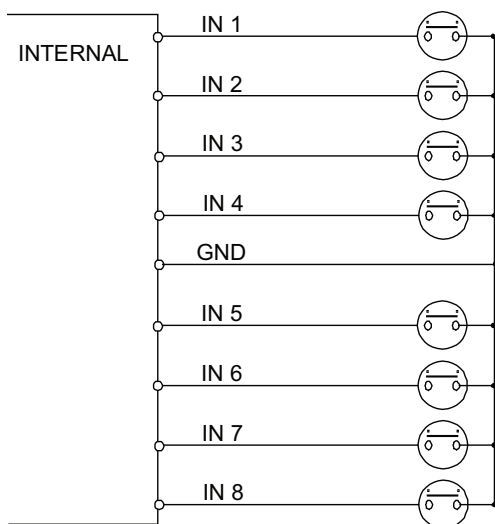 IN 1
INTERNAL
IN 2
IN 3
IN 4
GND
IN 5
IN 6
IN 7
IN 8